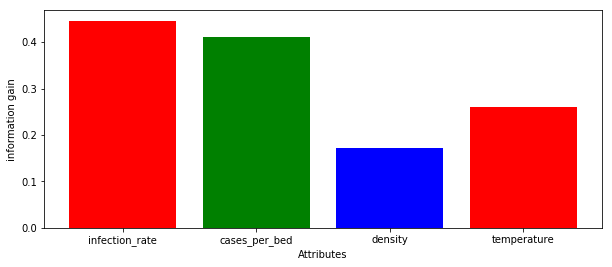 information gain
0.4
0.3
0.2
0.1
0.0
infection_rate
cases_per_bed
density
temperature
Attributes